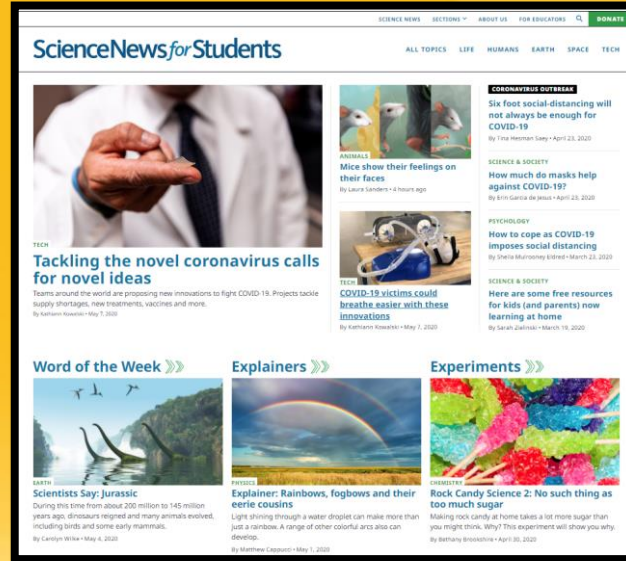 SCIENCE NEWS SECTIONS ABOUT US FOR EDUCATORS DONATE
ScienceNewsforStudents
ALL TOPICS LIFE HUMANS EARTH SPACE TECH
TECH
Tackling the novel coronavirus calls
for novel ideas
Teams around the world are proposing new innovations to fight COVID-19. Projects tackle
supply shortages, new treatments, vaccines and more.
By Kathiann Kowalski • May 7, 2020
ANIMALS
Mice show their feelings on
their faces
By Laura Sanders • 4 hours ago
TECH
COVID-19 victims could
breathe easier with these
innovations
By Kathiann Kowalski • May 7, 2020
CORONAVIRUS OUTBREAK
Six foot social-distancing will
not always be enough for
COVID-19
By Tina Hesman Saey • April 23, 2020
SCIENCE & SOCIETY
How much do masks help
against COVID-19?
By Erin Garcia de Jesus • April 23, 2020
PSYCHOLOGY
How to cope as COVID-19
imposes social distancing
By Sheila Mulrooney Eldred • March 23, 2020
SCIENCE & SOCIETY
Here are some free resources
for kids (and parents) now
learning at home
By Sarah Zielinski • March 19, 2020
Word of the Week
EARTH
Scientists Say: Jurassic
During this time from about 200 million to 145 million
years ago, dinosaurs reigned and many animals evolved,
including birds and some early mammals.
By Carolyn Wilke • May 4, 2020
Explainers
PHYSICS
Explainer: Rainbows, fogbows and their
eerie cousins
Light shining through a water droplet can make more than
just a rainbow. A range of other colorful arcs also can
develop.
By Matthew Cappucci • May 1, 2020
Experiments
CHEMISTRY
Rock Candy Science 2: No such thing as
too much sugar
Making rock candy at home takes a lot more sugar than
you might think. Why? This experiment will show you why.
By Bethany Brookshire • April 30, 2020